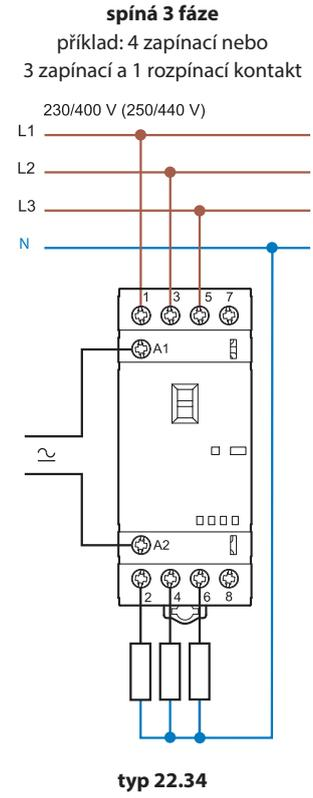 spíná 3 fáze
příklad: 4 zapínací nebo
3 zapínací a 1 rozpínací kontakt
230/400 V (250/440 V)
L1
L2
L3
N
1 3 5 7
A1
A2
2 4 6 8
typ 22.34